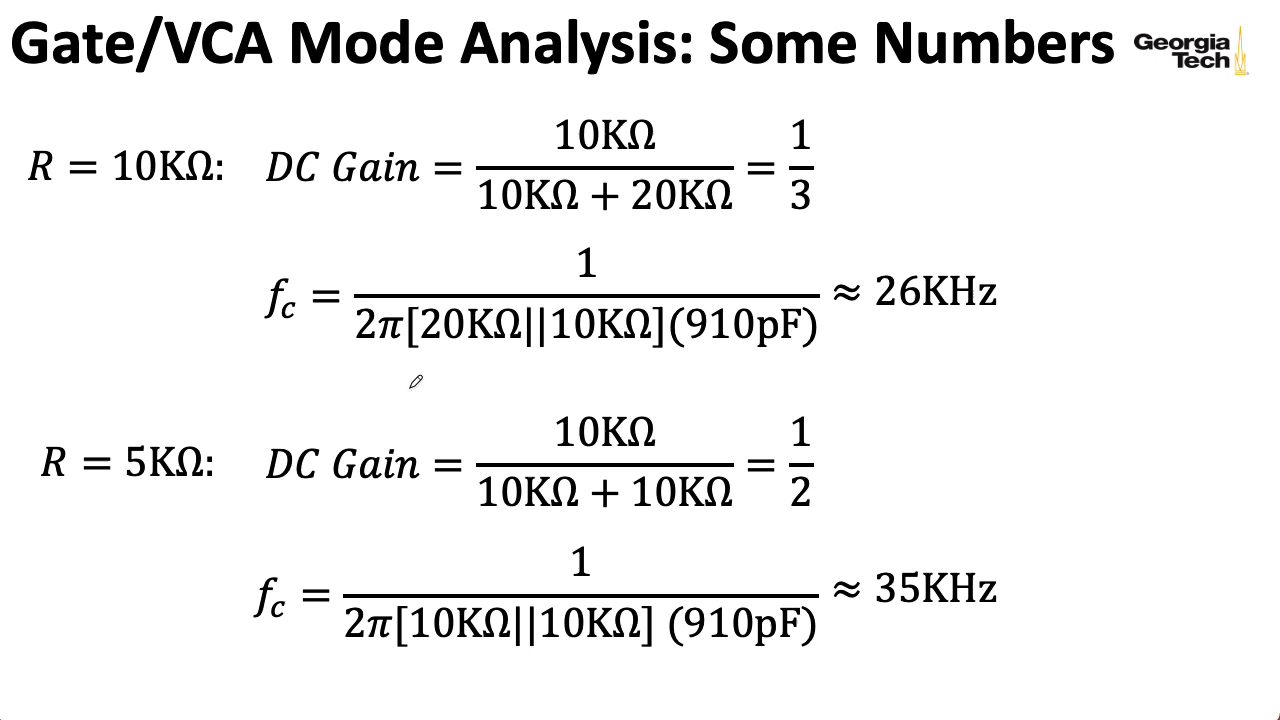 Gate/VCA Mode Analysis: Some Numbers
Georgia
Tech
R = 10KΩ: DC Gain = 10KΩ / (10KΩ + 20KΩ) = 1/3
f_c = 1 / (2π[20KΩ||10KΩ](910pF)) ≈ 26KHz
R = 5KΩ: DC Gain = 10KΩ / (10KΩ + 10KΩ) = 1/2
f_c = 1 / (2π[10KΩ||10KΩ] (910pF)) ≈ 35KHz